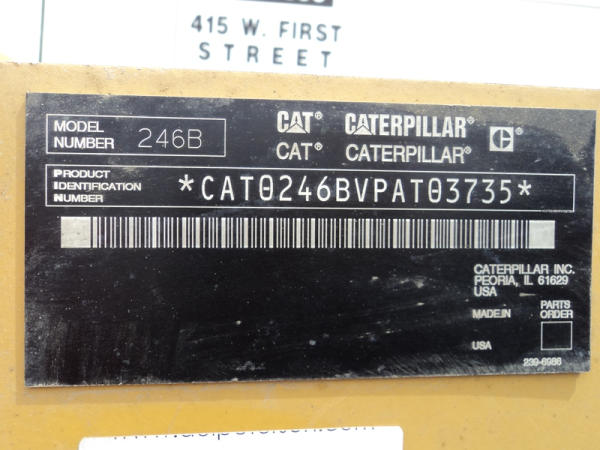 415 W. FIRST
STREET
MODEL
NUMBER 246B
CAT® CATERPILLAR® C®
CAT® CATERPILLAR®
PRODUCT
IDENTIFICATION
NUMBER
*CAT0246BVPAT03735*
CATERPILLAR INC.
PEORIA, IL 61629
USA
MADE IN
PARTS
ORDER
USA
239-6986